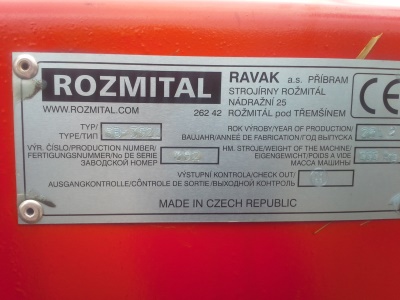 ROZMITAL
RAVAK a.s. PŘÍBRAM
STROJÍRNY ROŽMITÁL
NÁDRAŽNÍ 25
WWW.ROZMITAL.COM
262 42 ROŽMITÁL pod TŘEMŠÍNEM
CE
TYP/
TYPE/ТИП
ROK VÝROBY/YEAR OF PRODUCTION/
BAUJAHR/ANNÉE DE FABRICATION/ГОД ВЫПУСКА
VÝR. ČÍSLO/PRODUCTION NUMBER/
FERTIGUNGSNUMMER/No DE SERIE
ЗАВОДСКОЙ НОМЕР
HM. STROJE/WEIGHT OF THE MACHINE/
EIGENGEWICHT/POIDS A VIDE
МАССА МАШИНЫ
VÝSTUPNÍ KONTROLA/CHECK OUT/
AUSGANGKONTROLLE/CONTRÔLE DE SORTIE/ВЫХОДНОЙ КОНТРОЛЬ
MADE IN CZECH REPUBLIC